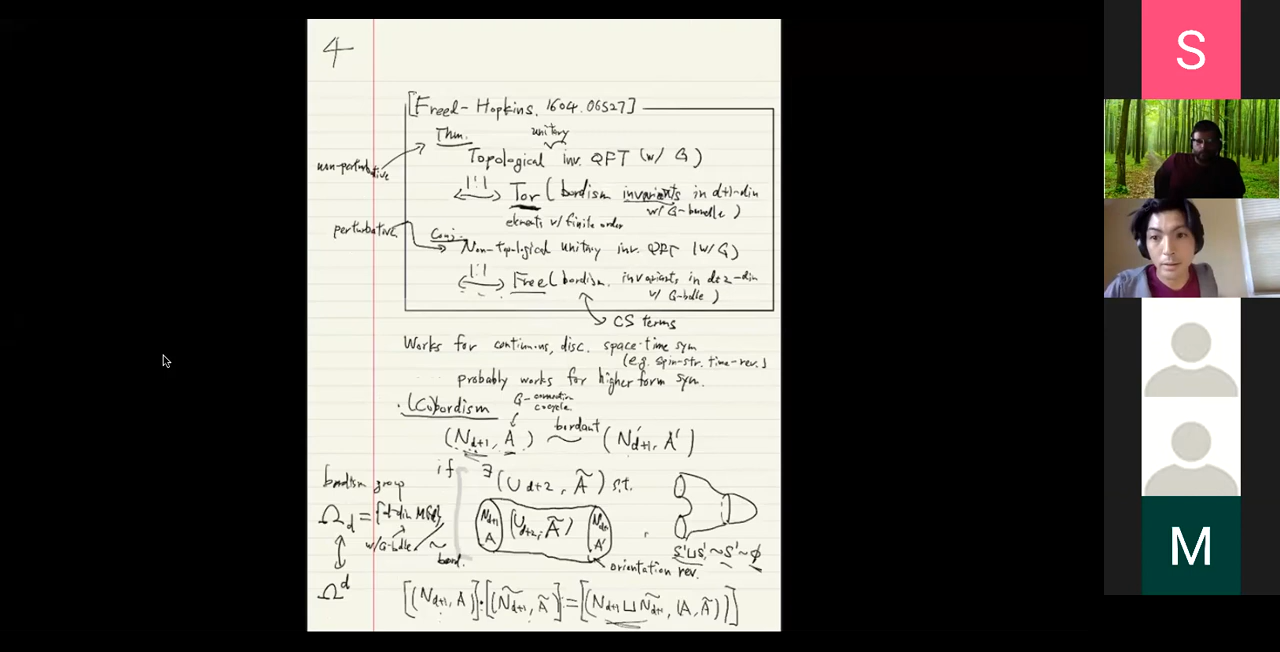 4
[Freed-Hopkins. 1604.06527]
Thm.
unitary
Topological inv. QFT (w/ G)
non-perturbative
1:1 Tor (bordism invariants in d+1-dim
w/ G-bundle)
elements w/ finite order
perturbative
Conj.
Non-topological unitary inv. QFT (w/ G)
1:1 Free (bordism. invariants in d+2-dim
w/ G-bdle)
CS terms
Works for continuous, disc. space-time sym
(e.g. spin-str. time-rev.)
probably works for higher form sym.
G-connection
cocycle
(Co)bordism
bordant
(N_{d+1}, A) ~ (N'_{d+1}, A')
if ∃ (U_{d+2}, Ã) s.t.
bordism group
Ω_d = {d-dim Mfd}
w/ G-bdle / ~
bord.
Ω^d
N_{d+1} A
(U_{d+2}, Ã)
N_{d+1} A'
orientation rev.
S¹⊔S¹ ~ S¹ ~ ∅
[(N_{d+1}, A)]·[(Ñ_{d+1}, Ã)] = [(N_{d+1} ⊔ Ñ_{d+1}, (A, Ã))]
S
M